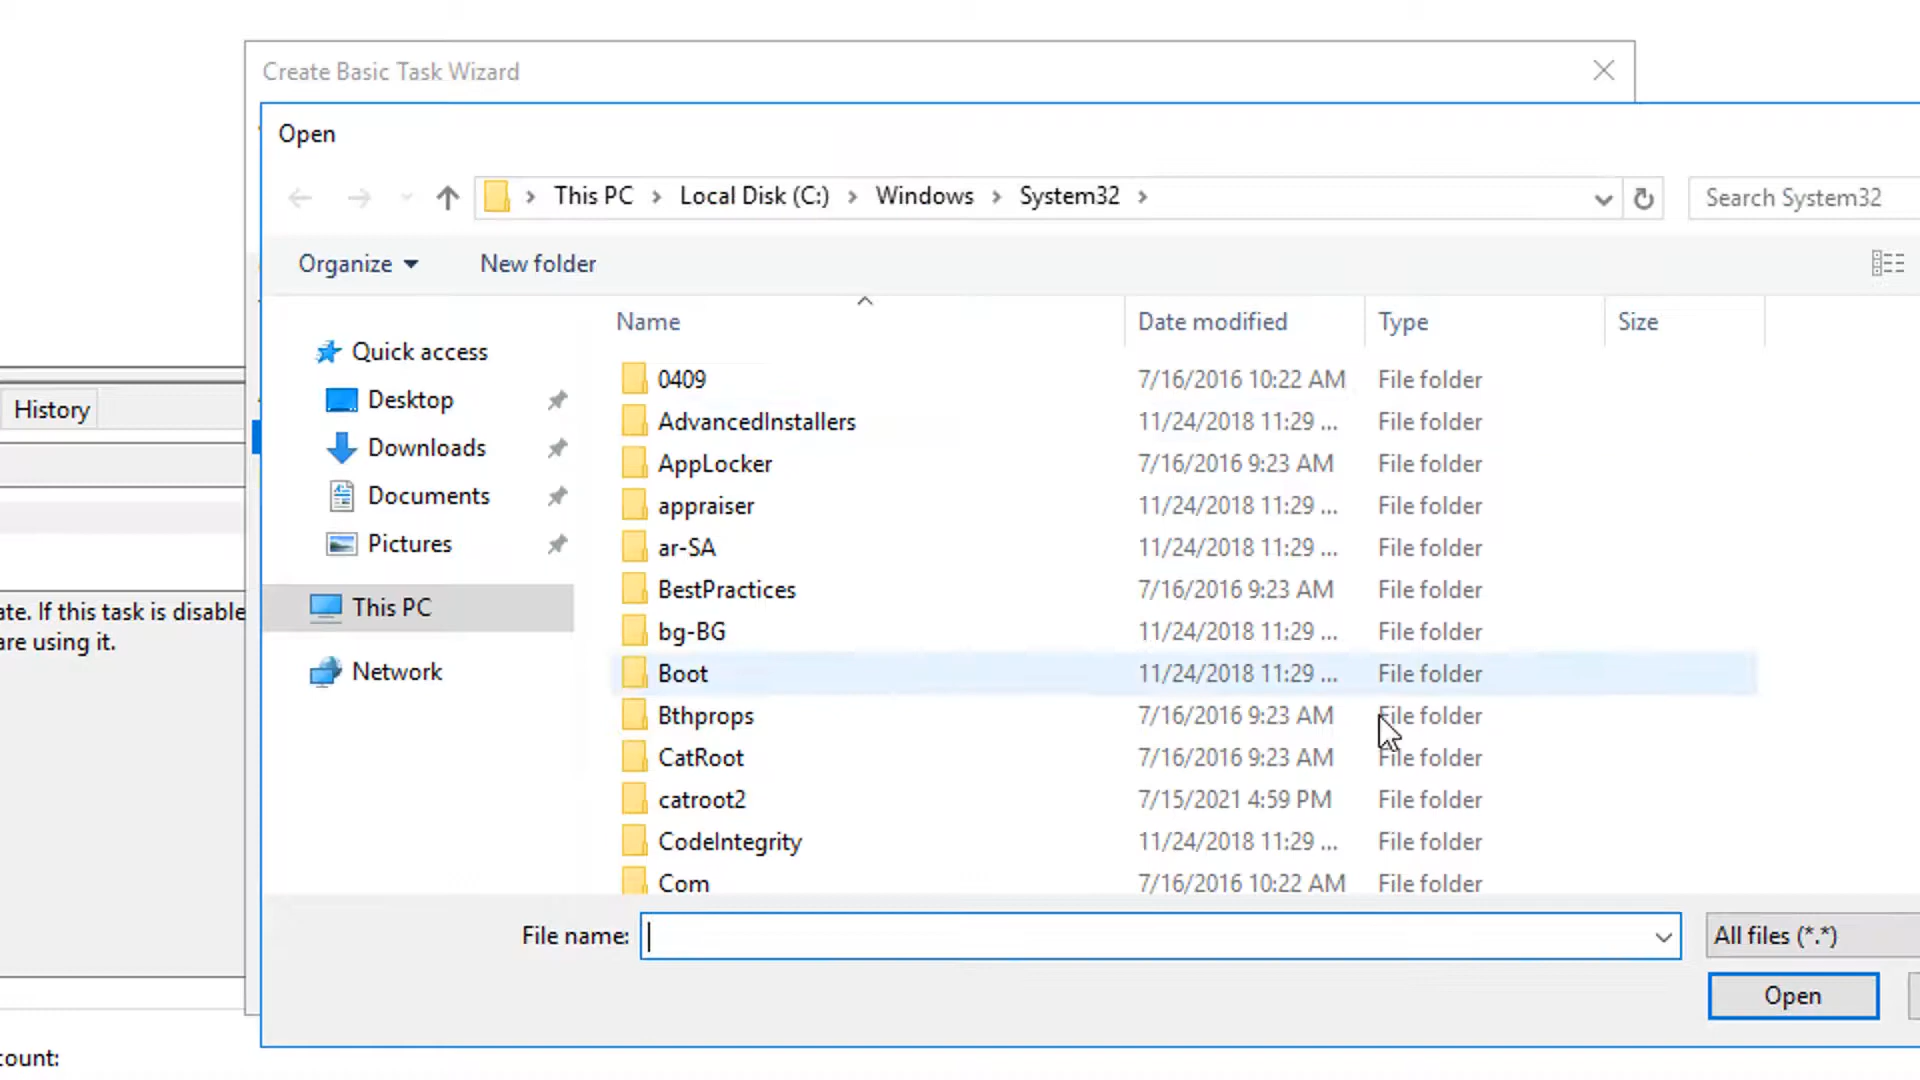 Create Basic Task Wizard
Open
This PC
Local Disk (C:)
Windows
System32
Search System32
Organize
New folder
Name
Date modified
Type
Size
Quick access
Desktop
Downloads
Documents
Pictures
This PC
Network
0409 7/16/2016 10:22 AM File folder
AdvancedInstallers 11/24/2018 11:29 ... File folder
AppLocker 7/16/2016 9:23 AM File folder
appraiser 11/24/2018 11:29 ... File folder
ar-SA 11/24/2018 11:29 ... File folder
BestPractices 7/16/2016 9:23 AM File folder
bg-BG 11/24/2018 11:29 ... File folder
Boot 11/24/2018 11:29 ... File folder
Bthprops 7/16/2016 9:23 AM File folder
CatRoot 7/16/2016 9:23 AM File folder
catroot2 7/15/2021 4:59 PM File folder
CodeIntegrity 11/24/2018 11:29 ... File folder
Com 7/16/2016 10:22 AM File folder
File name:
All files (*.*)
Open
History
ate. If this task is disable
are using it.
count: